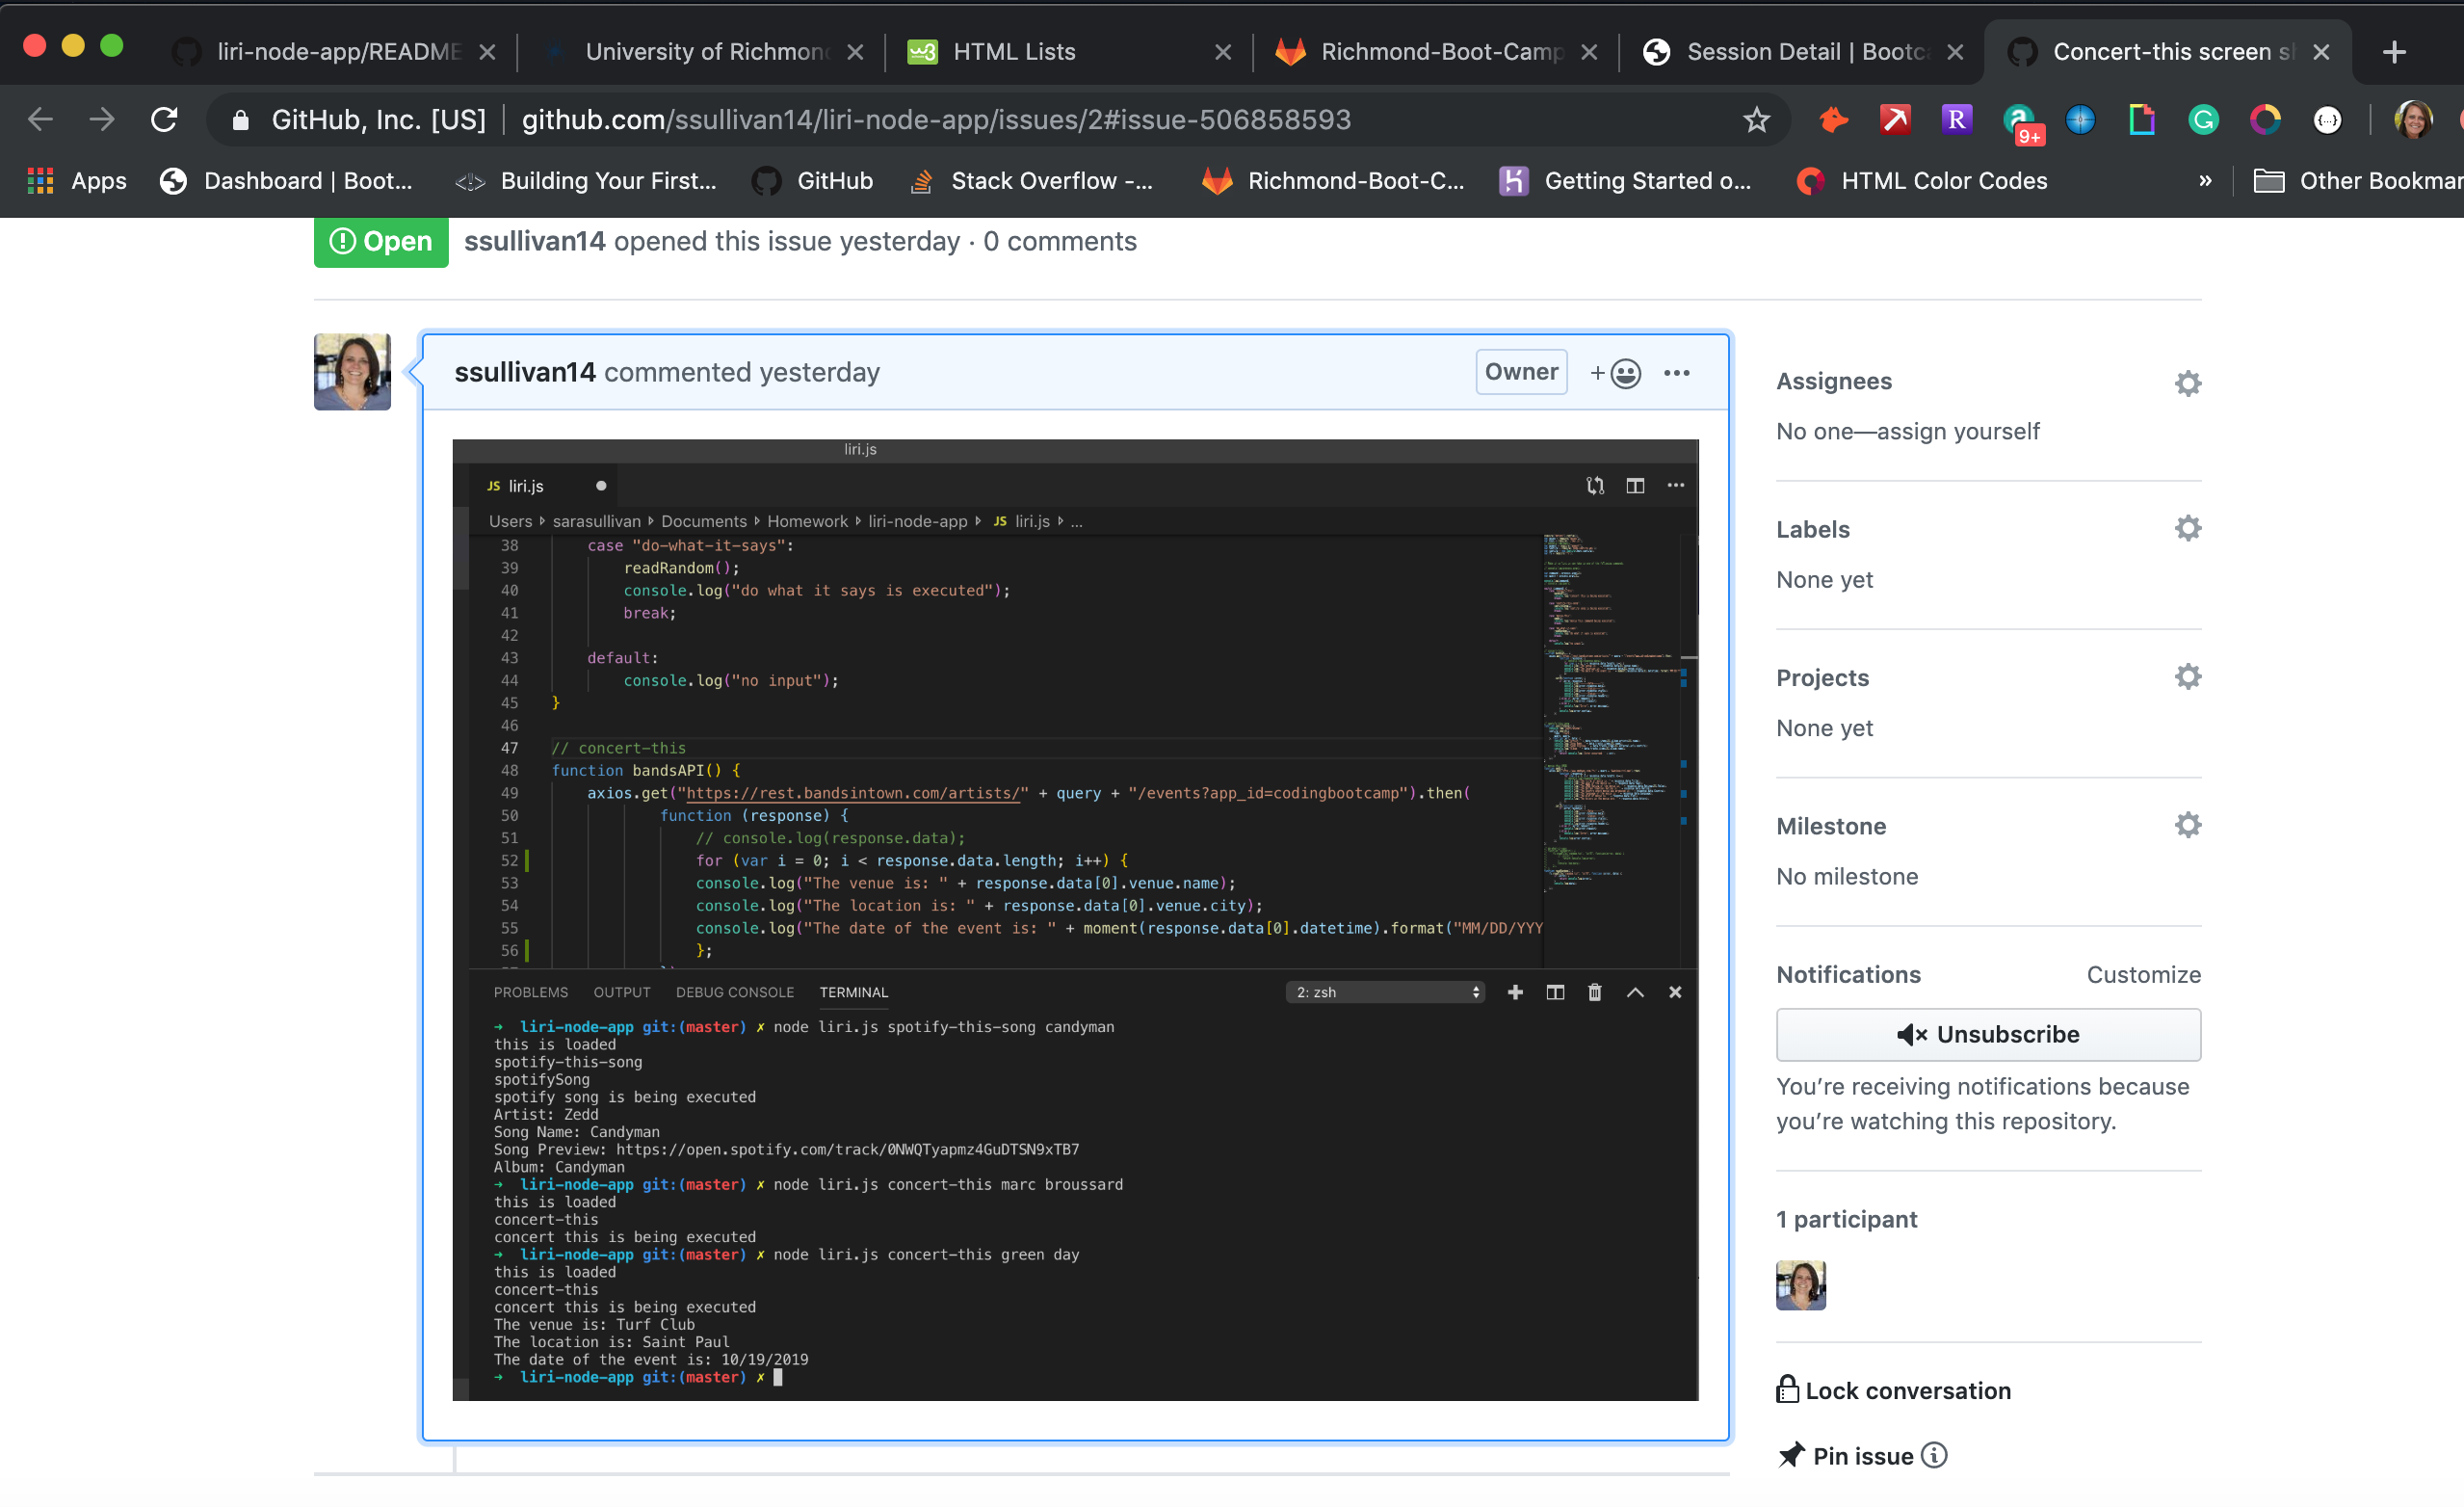 liri-node-app/README
University of Richmond
HTML Lists
Richmond-Boot-Camp
Session Detail | Bootc
Concert-this screen s
GitHub, Inc. [US]
github.com/ssullivan14/liri-node-app/issues/2#issue-506858593
9+
Apps
Dashboard | Boot...
Building Your First...
GitHub
Stack Overflow -...
Richmond-Boot-C...
Getting Started o...
HTML Color Codes
»
Other Bookmar
Open
ssullivan14 opened this issue yesterday · 0 comments
ssullivan14 commented yesterday
Owner
liri.js
JS liri.js
Users sarasullivan Documents Homework liri-node-app JS liri.js ...
38 case "do-what-it-says":
39 readRandom();
40 console.log("do what it says is executed");
41 break;
42
43 default:
44 console.log("no input");
45 }
46
47 // concert-this
48 function bandsAPI() {
49 axios.get("https://rest.bandsintown.com/artists/" + query + "/events?app_id=codingbootcamp").then(
50 function (response) {
51 // console.log(response.data);
52 for (var i = 0; i < response.data.length; i++) {
53 console.log("The venue is: " + response.data[0].venue.name);
54 console.log("The location is: " + response.data[0].venue.city);
55 console.log("The date of the event is: " + moment(response.data[0].datetime).format("MM/DD/YYY
56 };
PROBLEMS OUTPUT DEBUG CONSOLE TERMINAL 2: zsh
➜ liri-node-app git:(master) ✗ node liri.js spotify-this-song candyman
this is loaded
spotify-this-song
spotifySong
spotify song is being executed
Artist: Zedd
Song Name: Candyman
Song Preview: https://open.spotify.com/track/0NWQTyapmz4GuDTSN9xTB7
Album: Candyman
➜ liri-node-app git:(master) ✗ node liri.js concert-this marc broussard
this is loaded
concert-this
concert this is being executed
➜ liri-node-app git:(master) ✗ node liri.js concert-this green day
this is loaded
concert-this
concert this is being executed
The venue is: Turf Club
The location is: Saint Paul
The date of the event is: 10/19/2019
➜ liri-node-app git:(master) ✗
Assignees
No one—assign yourself
Labels
None yet
Projects
None yet
Milestone
No milestone
Notifications
Customize
Unsubscribe
You’re receiving notifications because
you’re watching this repository.
1 participant
Lock conversation
Pin issue